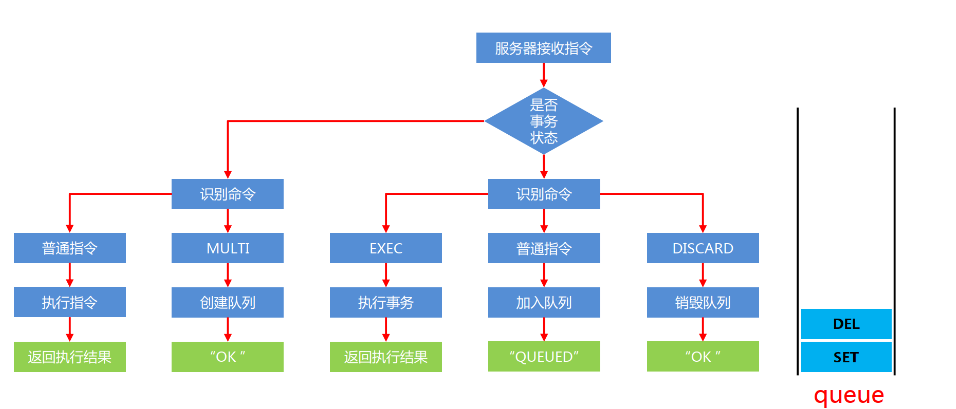 服务器接收指令
是否
事务
状态
识别命令
识别命令
普通指令
MULTI
EXEC
普通指令
DISCARD
执行指令
创建队列
执行事务
加入队列
销毁队列
返回执行结果
“OK ”
返回执行结果
“QUEUED”
“OK ”
DEL
SET
queue